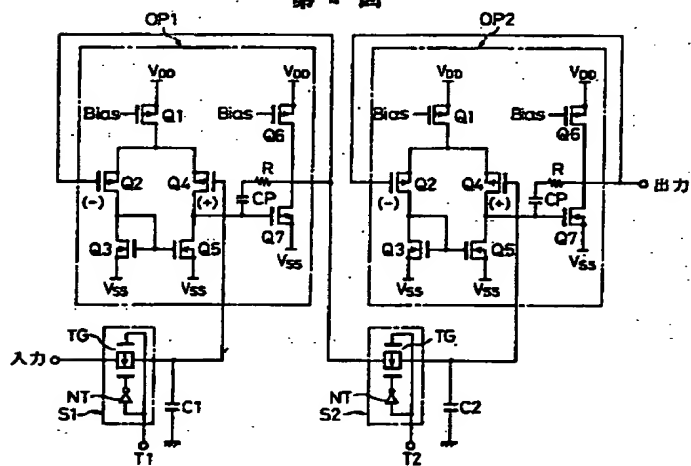 OP1 OP2
VDD VDD VDD VDD
Bias Q1 Bias Q6 Bias Q1 Bias Q6
Q2 Q4 R Q2 Q4 R 出力
(-) (+) CP (-) (+) CP
Q3 Q5 Q7 Q3 Q5 Q7
VSS VSS VSS VSS VSS VSS
入力 TG TG
NT C1 NT C2
S1 S2
T1 T2